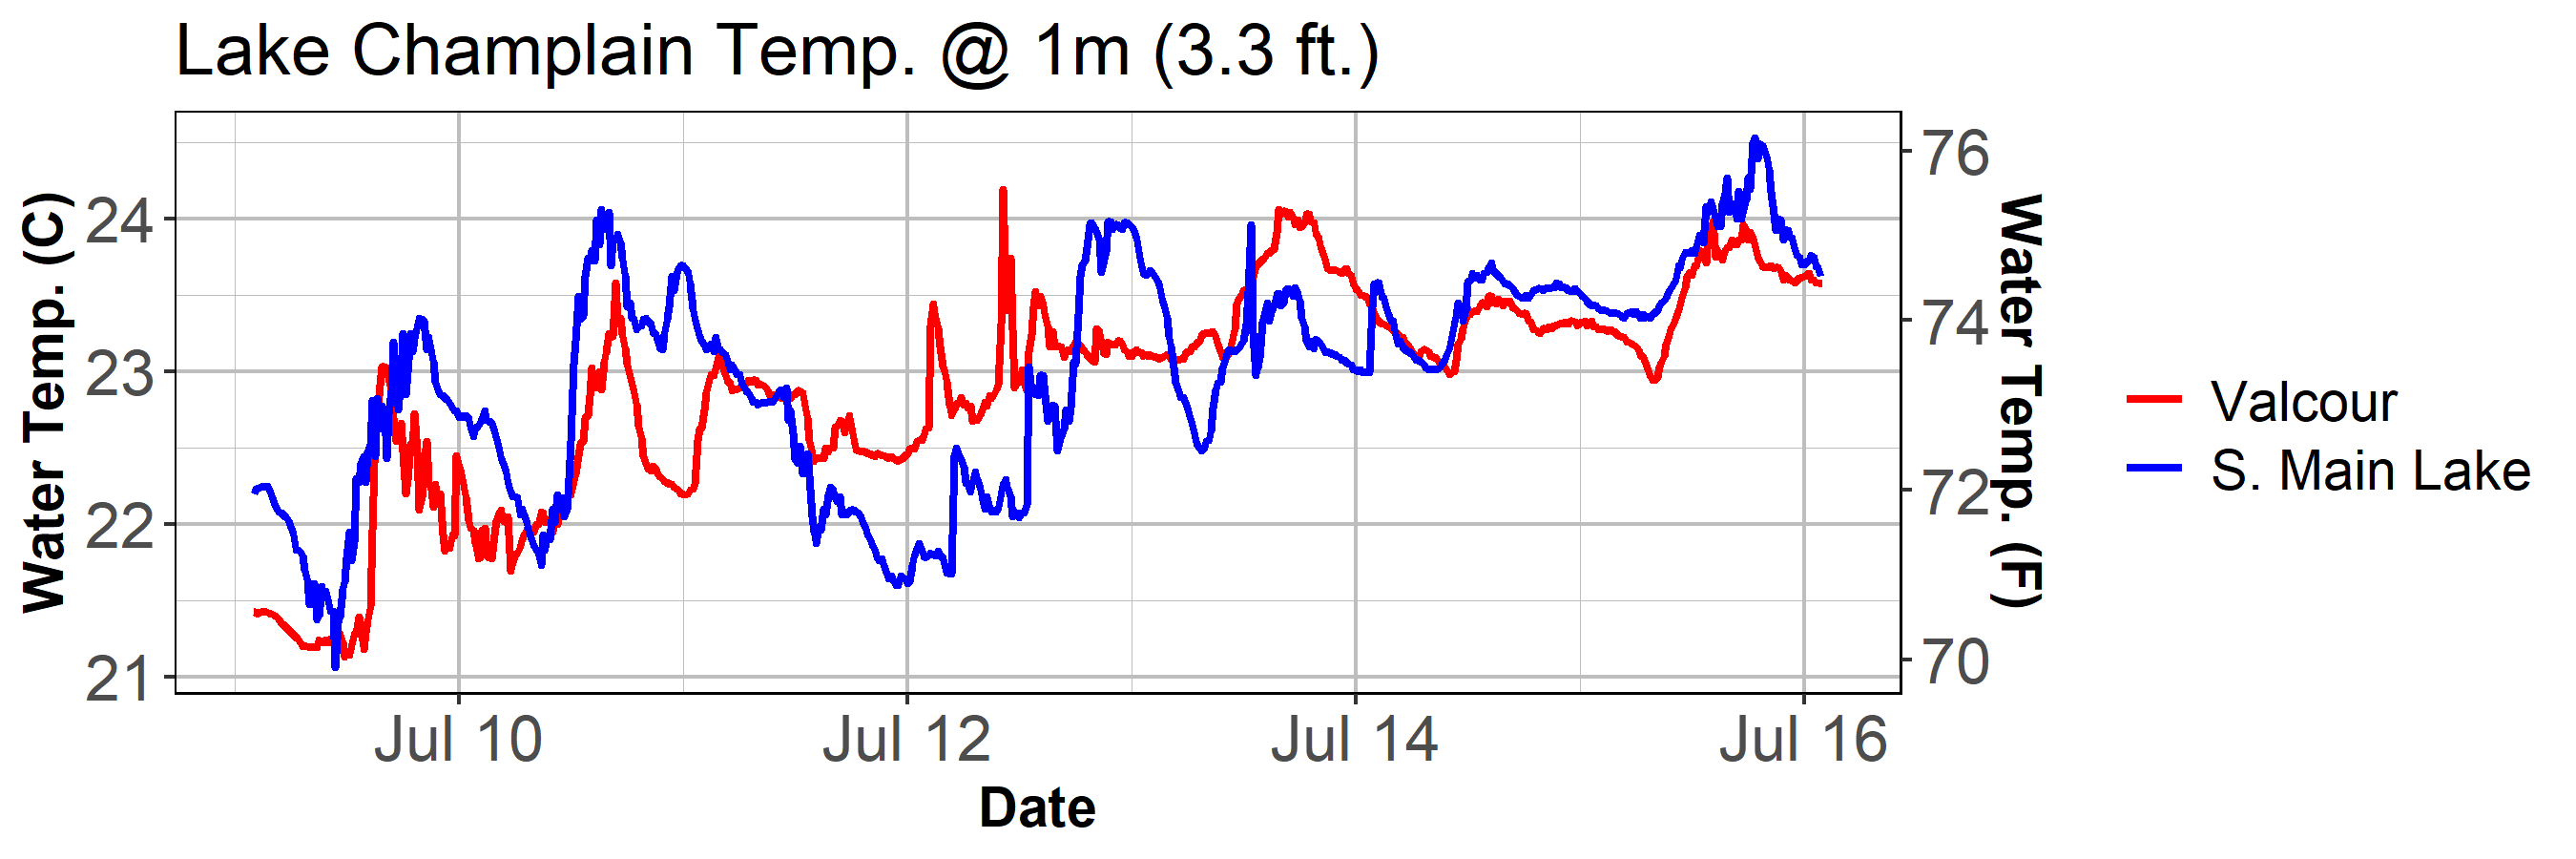 Lake Champlain Temp. @ 1m (3.3 ft.)
Water Temp. (C)
24
23
22
21
76
74
72
70
Water Temp. (F)
Jul 10
Jul 12
Jul 14
Jul 16
Date
Valcour
S. Main Lake